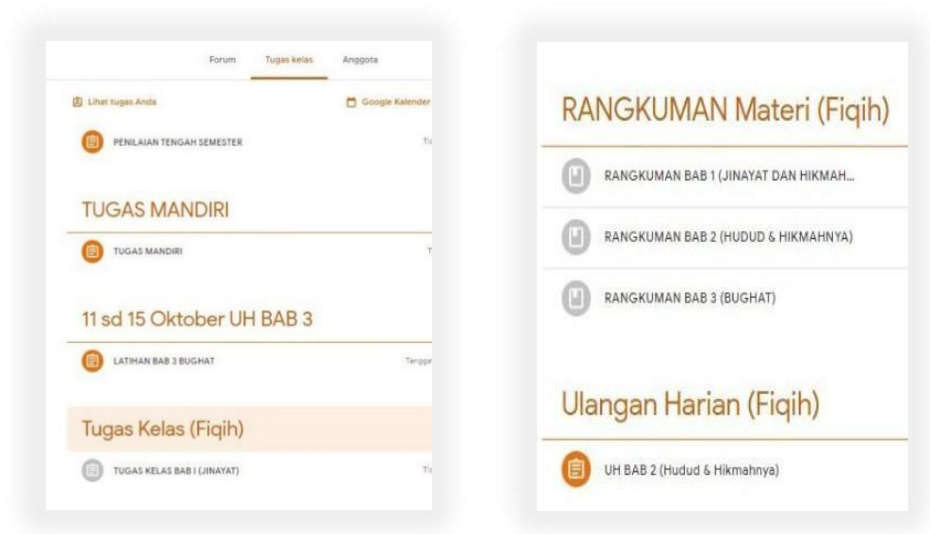 Forum Tugas kelas Anggota
Lihat tugas Anda Google Kalender
PENILAIAN TENGAH SEMESTER
TUGAS MANDIRI
TUGAS MANDIRI
11 sd 15 Oktober UH BAB 3
LATIHAN BAB 3 BUGHAT
Tugas Kelas (Fiqih)
TUGAS KELAS BAB I (JINAYAT)
RANGKUMAN Materi (Fiqih)
RANGKUMAN BAB 1 (JINAYAT DAN HIKMAH...
RANGKUMAN BAB 2 (HUDUD & HIKMAHNYA)
RANGKUMAN BAB 3 (BUGHAT)
Ulangan Harian (Fiqih)
UH BAB 2 (Hudud & Hikmahnya)